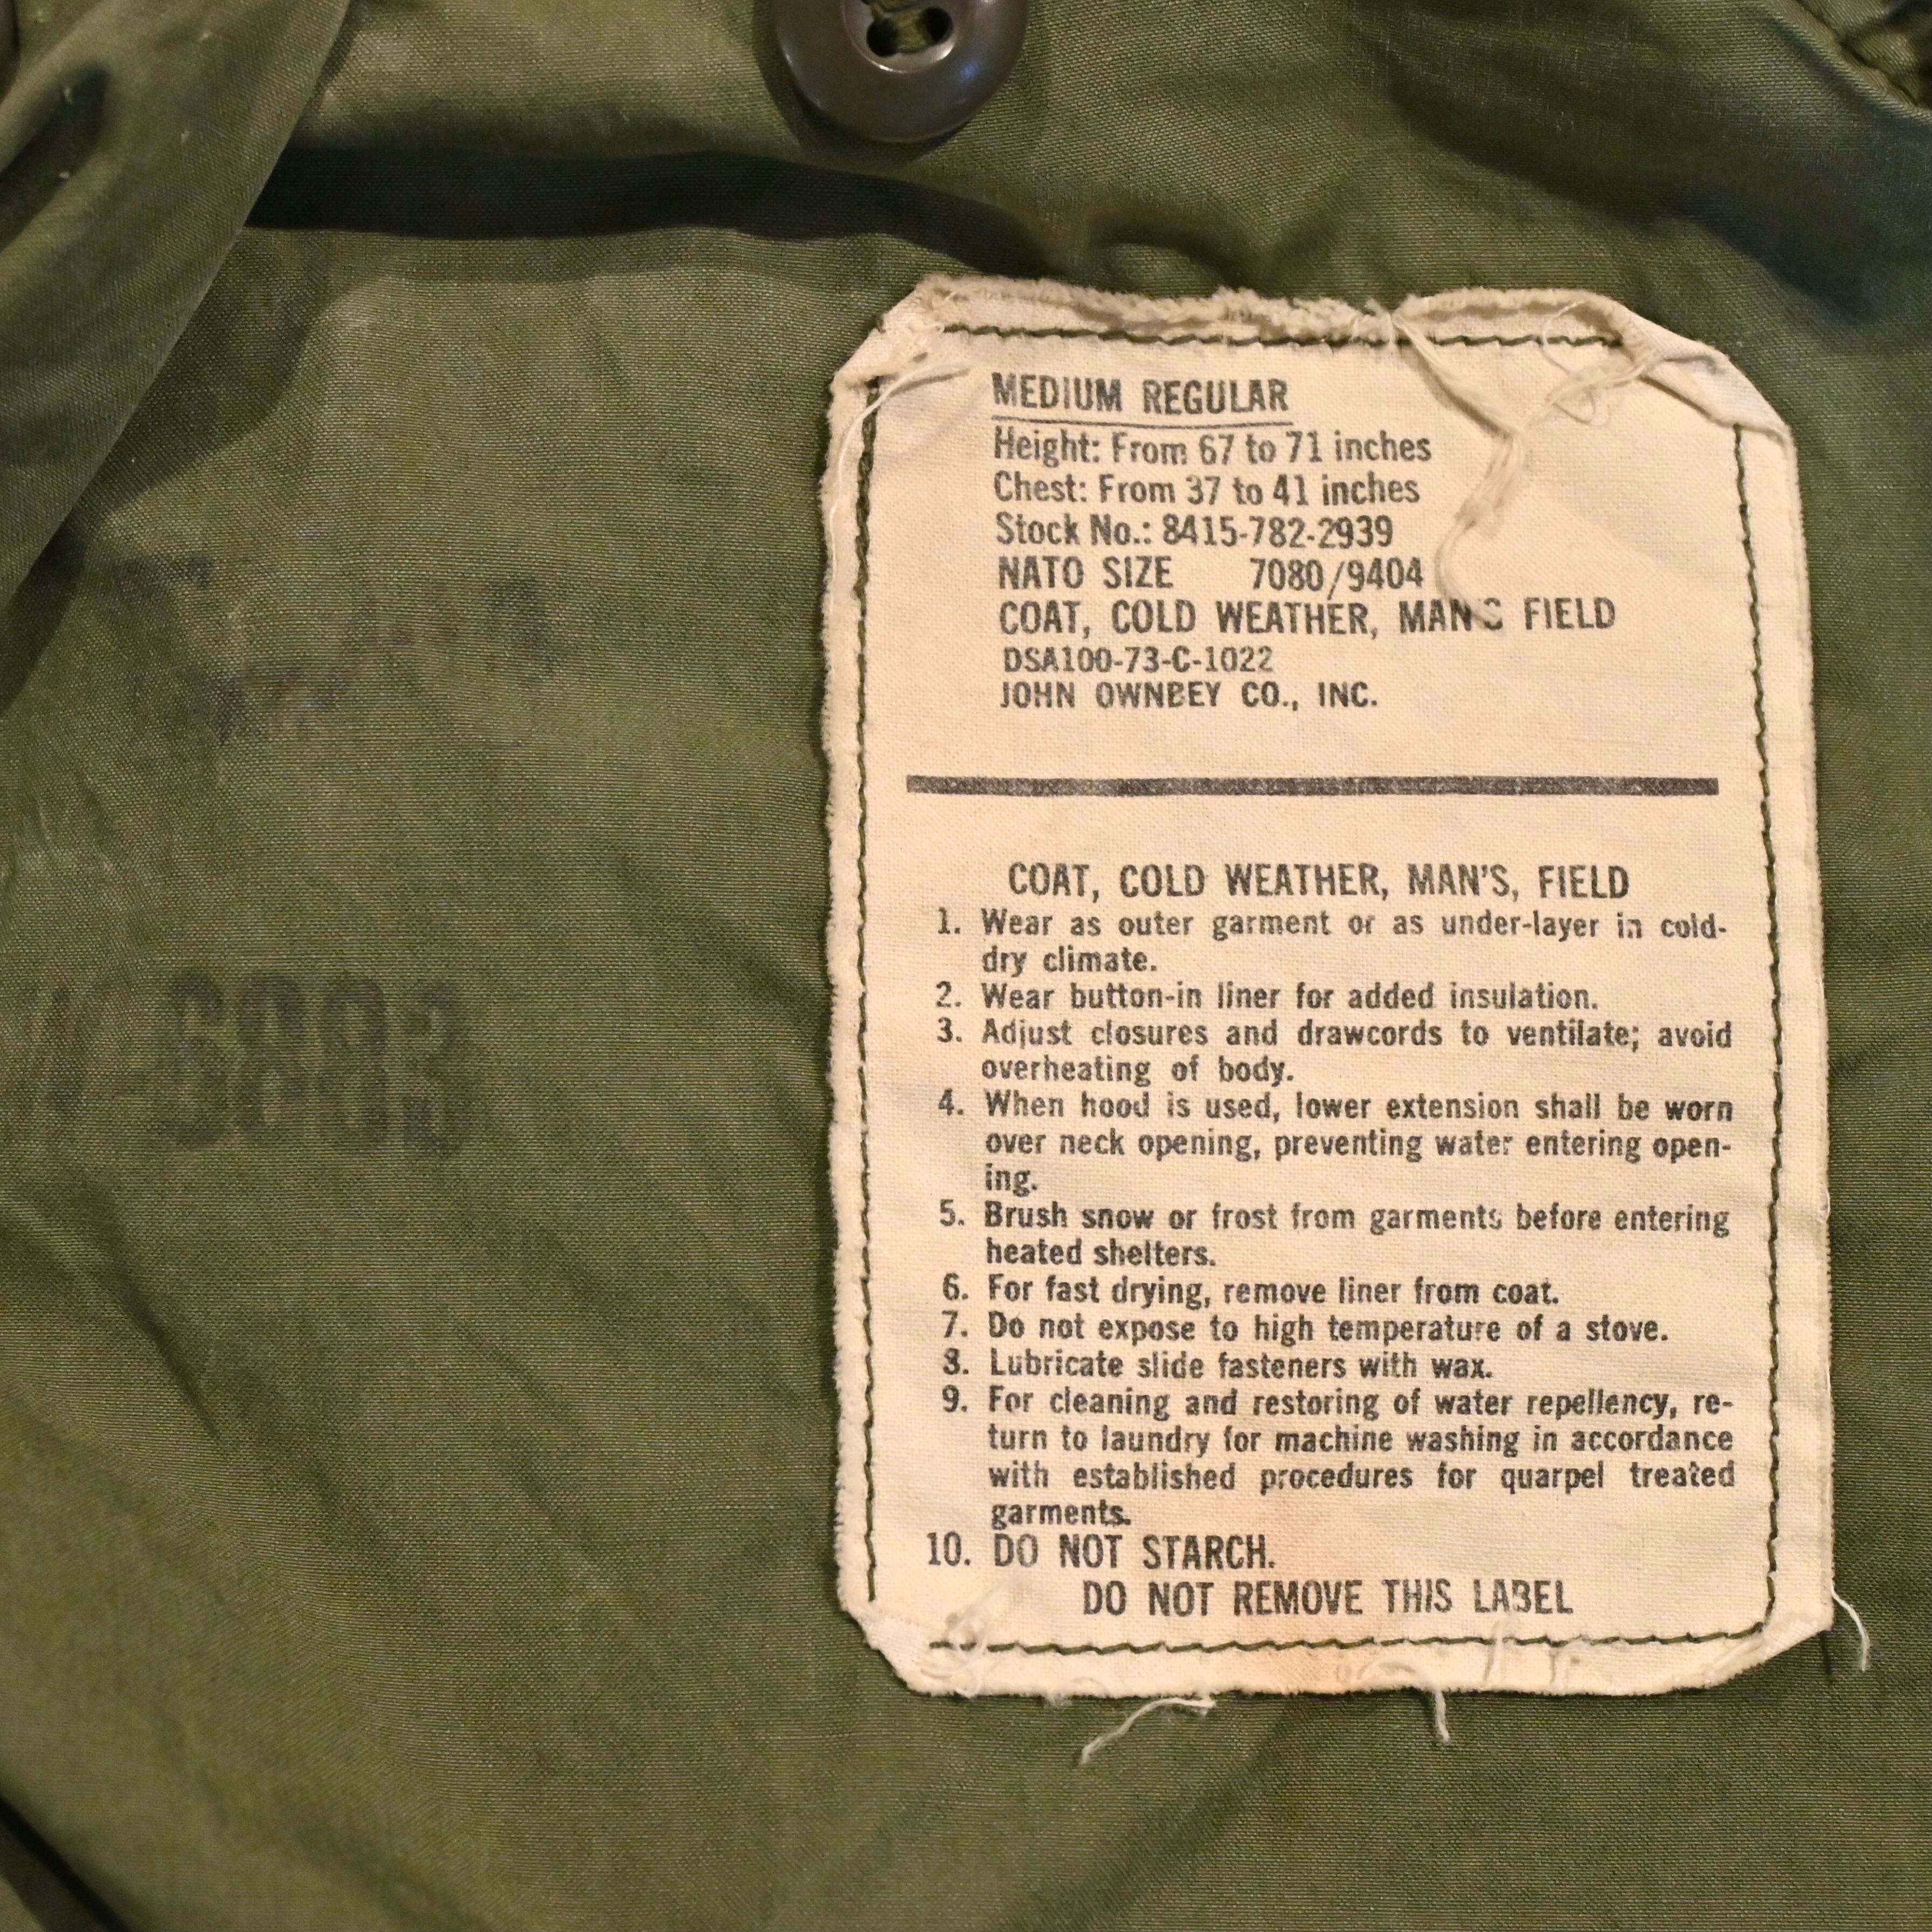 MEDIUM REGULAR
Height: From 67 to 71 inches
Chest: From 37 to 41 inches
Stock No.: 8415-782-2939
NATO SIZE 7080/9404
COAT, COLD WEATHER, MAN'S FIELD
DSA100-73-C-1022
JOHN OWNBEY CO., INC.
COAT, COLD WEATHER, MAN'S, FIELD
1. Wear as outer garment or as under-layer in cold-
dry climate.
2. Wear button-in liner for added insulation.
3. Adjust closures and drawcords to ventilate; avoid
overheating of body.
4. When hood is used, lower extension shall be worn
over neck opening, preventing water entering open-
ing.
5. Brush snow or frost from garments before entering
heated shelters.
6. For fast drying, remove liner from coat.
7. Do not expose to high temperature of a stove.
8. Lubricate slide fasteners with wax.
9. For cleaning and restoring of water repellency, re-
turn to laundry for machine washing in accordance
with established procedures for quarpel treated
garments.
10. DO NOT STARCH.
DO NOT REMOVE THIS LABEL